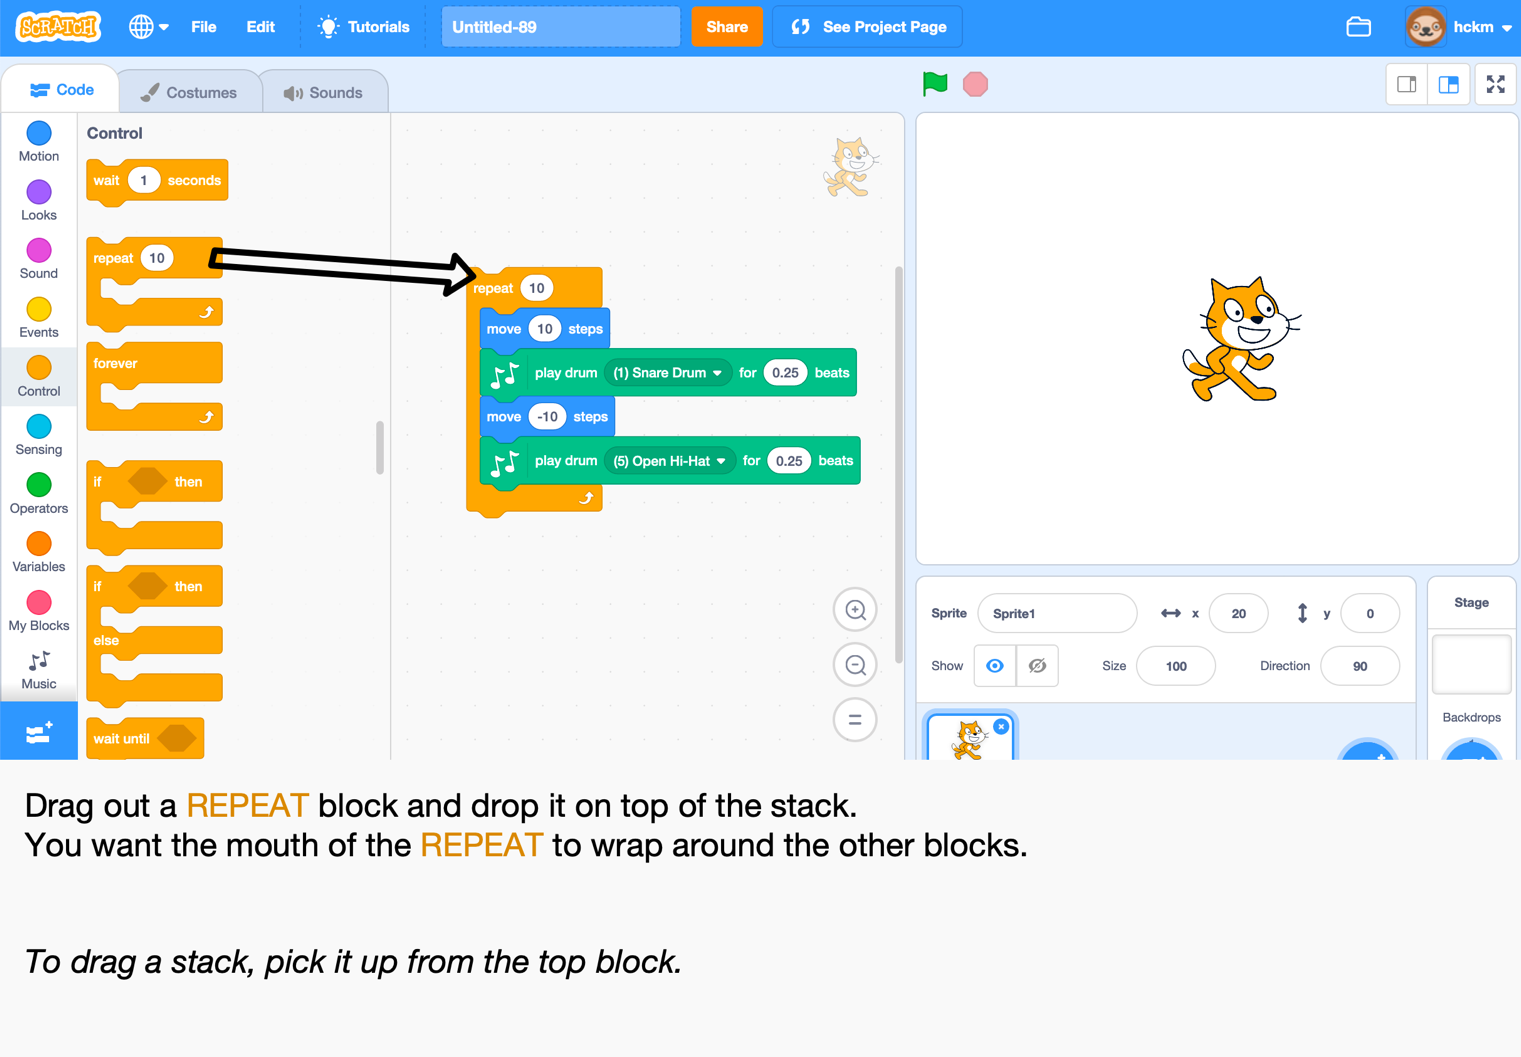 SCRATCH File Edit Tutorials Untitled-89 Share See Project Page hckm
Code Costumes Sounds
Motion
Looks
Sound
Events
Control
Sensing
Operators
Variables
My Blocks
Music
Control
wait 1 seconds
repeat 10
forever
if then
if then
else
wait until
repeat 10
move 10 steps
play drum (1) Snare Drum for 0.25 beats
move -10 steps
play drum (5) Open Hi-Hat for 0.25 beats
Sprite Sprite1 x 20 y 0
Show Size 100 Direction 90
Stage
Backdrops
Drag out a REPEAT block and drop it on top of the stack.
You want the mouth of the REPEAT to wrap around the other blocks.
To drag a stack, pick it up from the top block.